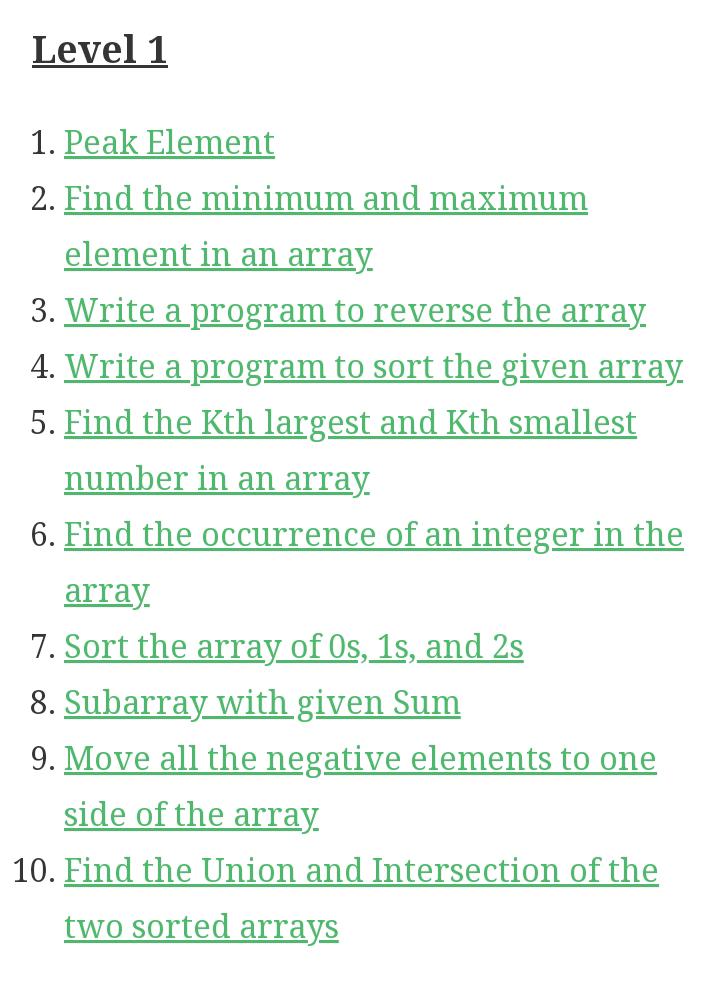 Level 1
1. Peak Element
2. Find the minimum and maximum
element in an array
3. Write a program to reverse the array
4. Write a program to sort the given array
5. Find the Kth largest and Kth smallest
number in an array
6. Find the occurrence of an integer in the
array
7. Sort the array of 0s, 1s, and 2s
8. Subarray with given Sum
9. Move all the negative elements to one
side of the array
10. Find the Union and Intersection of the
two sorted arrays